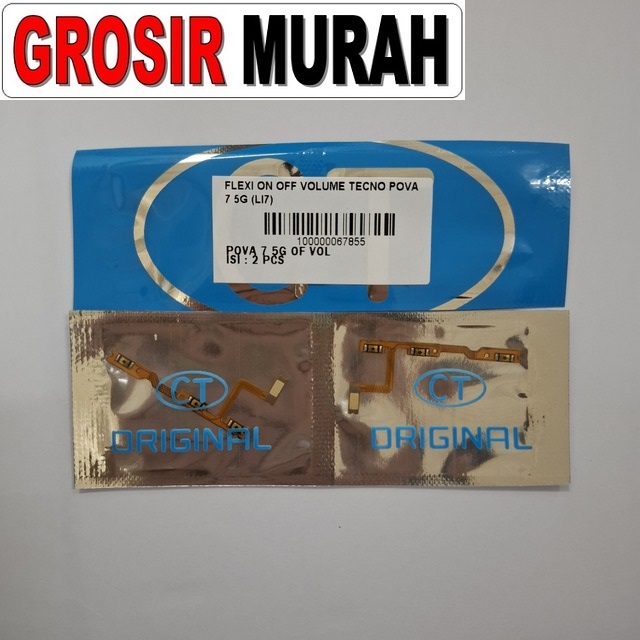 GROSIR MURAH
FLEXI ON OFF VOLUME TECNO POVA
7 5G (LI7)
100000067855
POVA 7 5G OF VOL
ISI : 2 PCS
CT
CT
ORIGINAL
CT
ORIGINAL